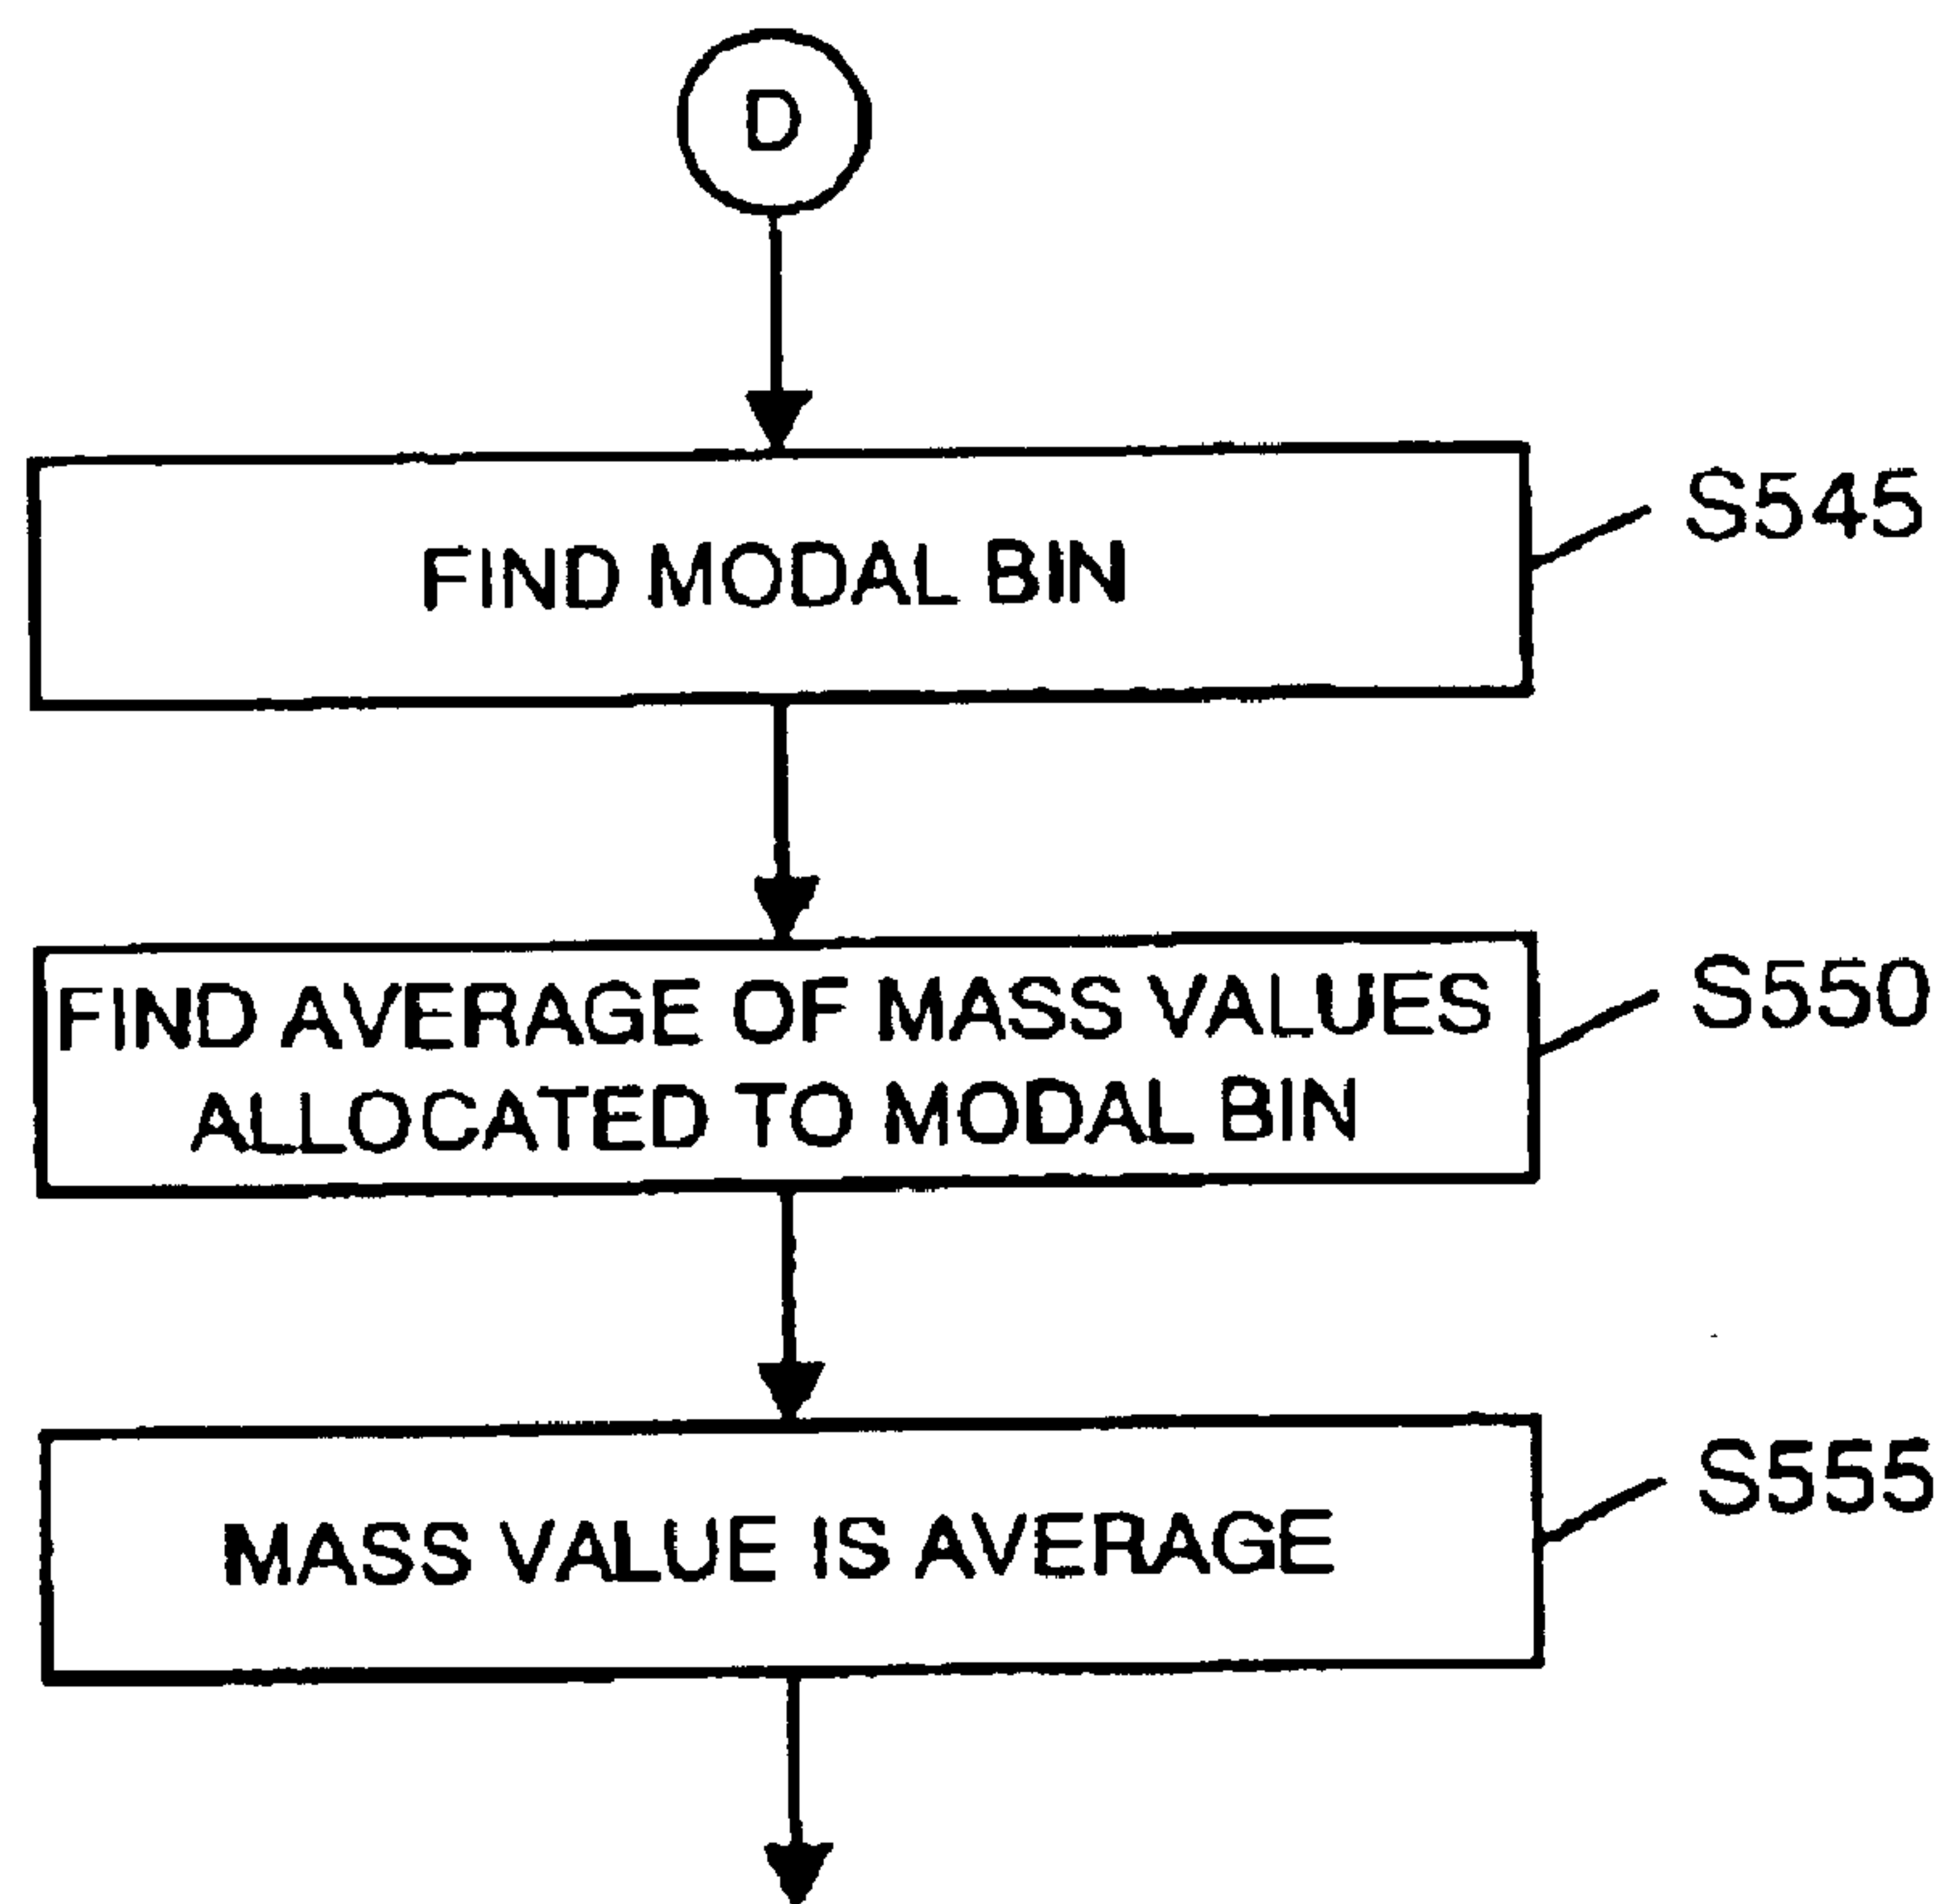 D
FIND MODAL BIN
S545
FIND AVERAGE OF MASS VALUES
ALLOCATED TO MODAL BIN
S550
MASS VALUE IS AVERAGE
S555